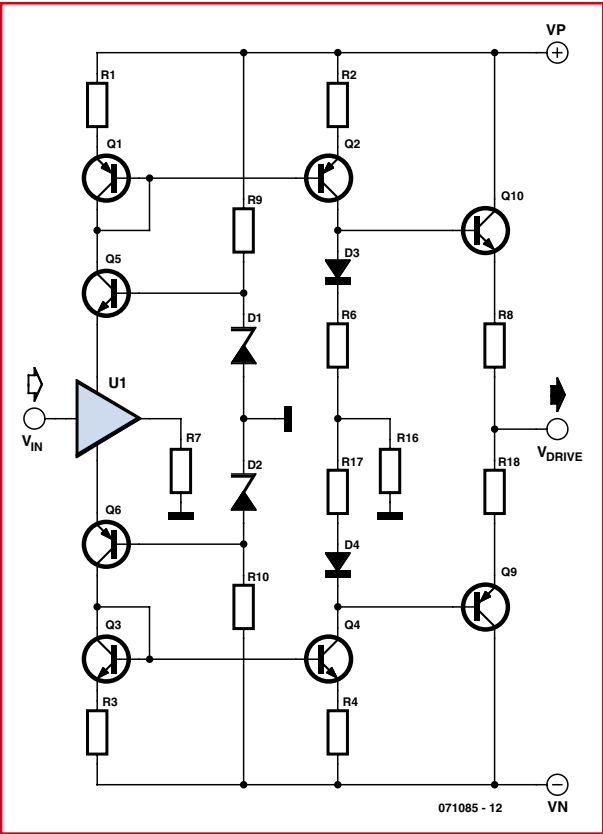 VP
R1
R2
Q1
Q2
Q10
R9
Q5
D3
D1
R6
R8
U1
VIN
R7
R16
VDRIVE
D2
R17
R18
Q6
D4
R10
Q9
Q3
Q4
R3
R4
071085 - 12
VN